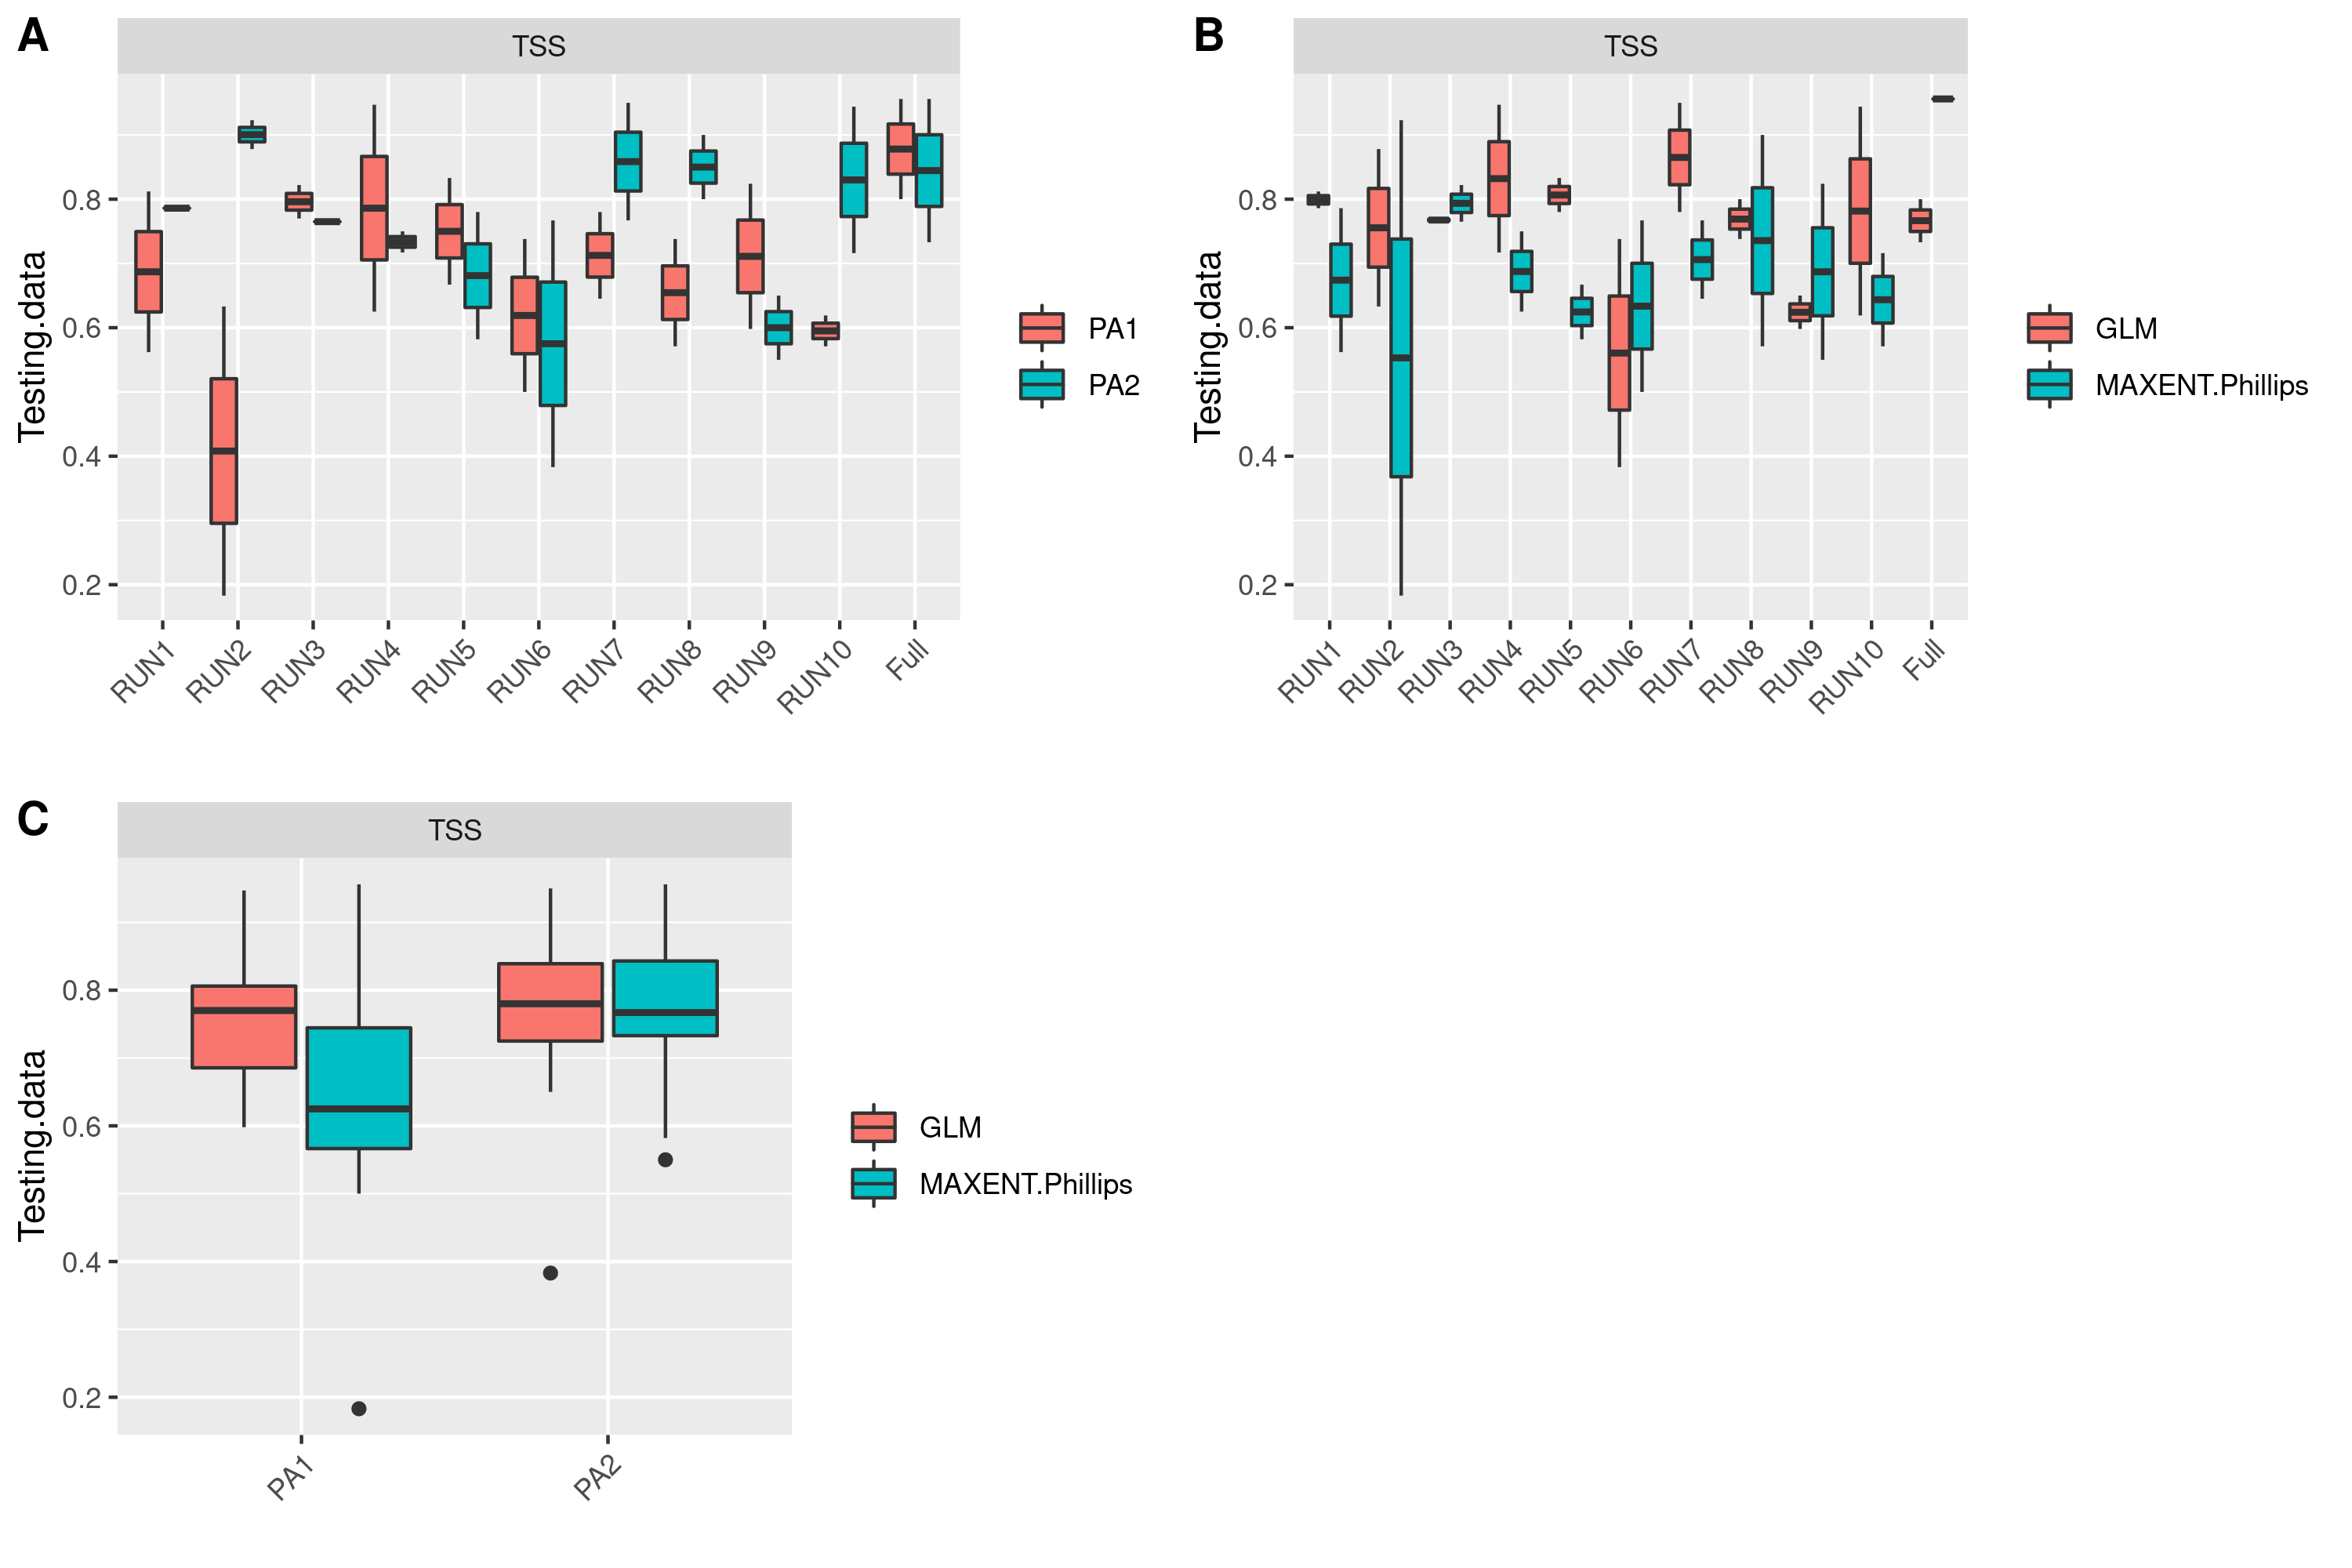 A
TSS
Testing.data
0.8
0.6
0.4
0.2
RUN1
RUN2
RUN3
RUN4
RUN5
RUN6
RUN7
RUN8
RUN9
RUN10
Full
PA1
PA2
B
TSS
Testing.data
0.8
0.6
0.4
0.2
RUN1
RUN2
RUN3
RUN4
RUN5
RUN6
RUN7
RUN8
RUN9
RUN10
Full
GLM
MAXENT.Phillips
C
TSS
Testing.data
0.8
0.6
0.4
0.2
PA1
PA2
GLM
MAXENT.Phillips